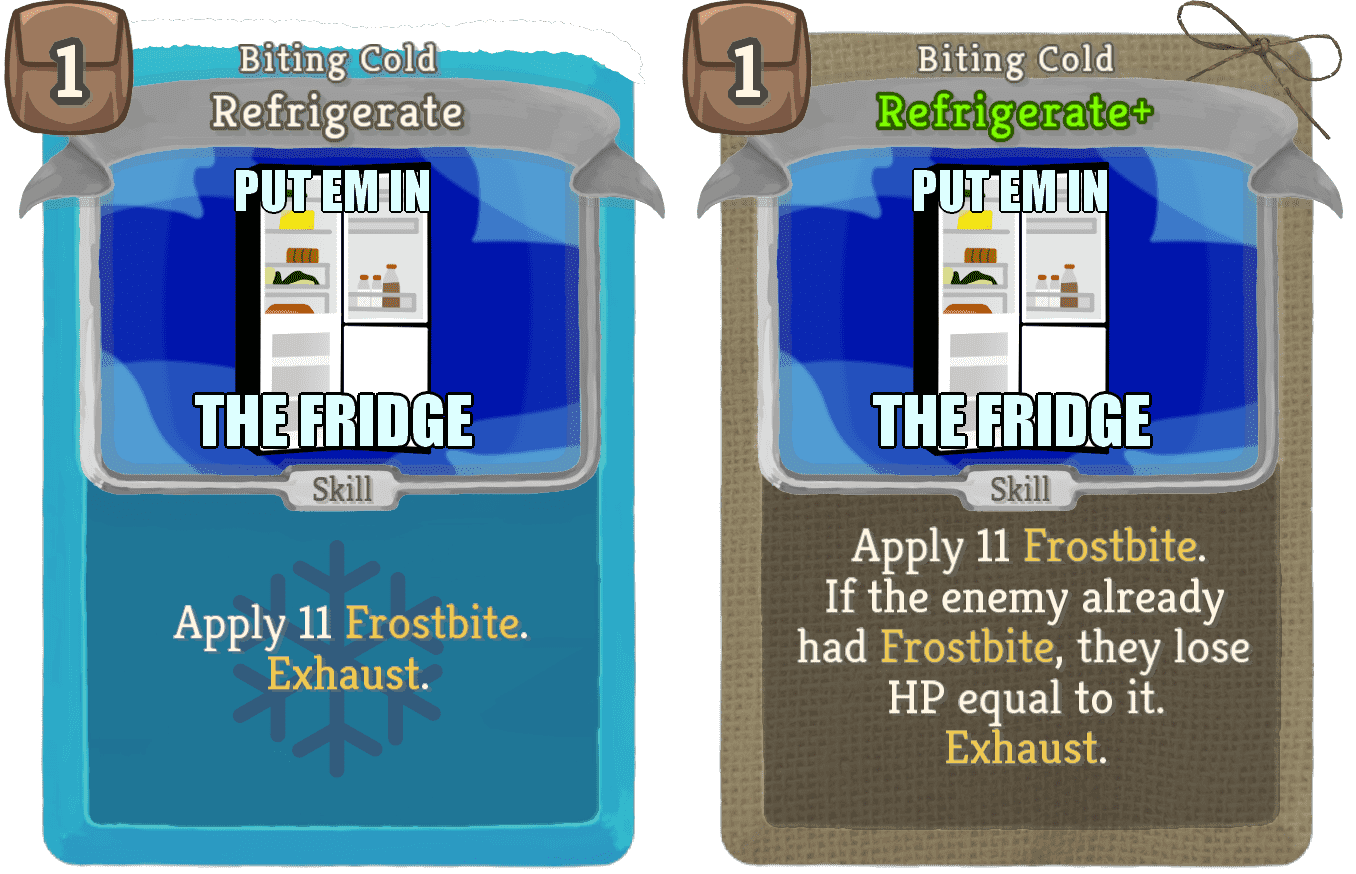 1
Biting Cold
Refrigerate
PUT EM IN
THE FRIDGE
Skill
Apply 11 Frostbite.
Exhaust.
1
Biting Cold
Refrigerate+
PUT EM IN
THE FRIDGE
Skill
Apply 11 Frostbite.
If the enemy already
had Frostbite, they lose
HP equal to it.
Exhaust.